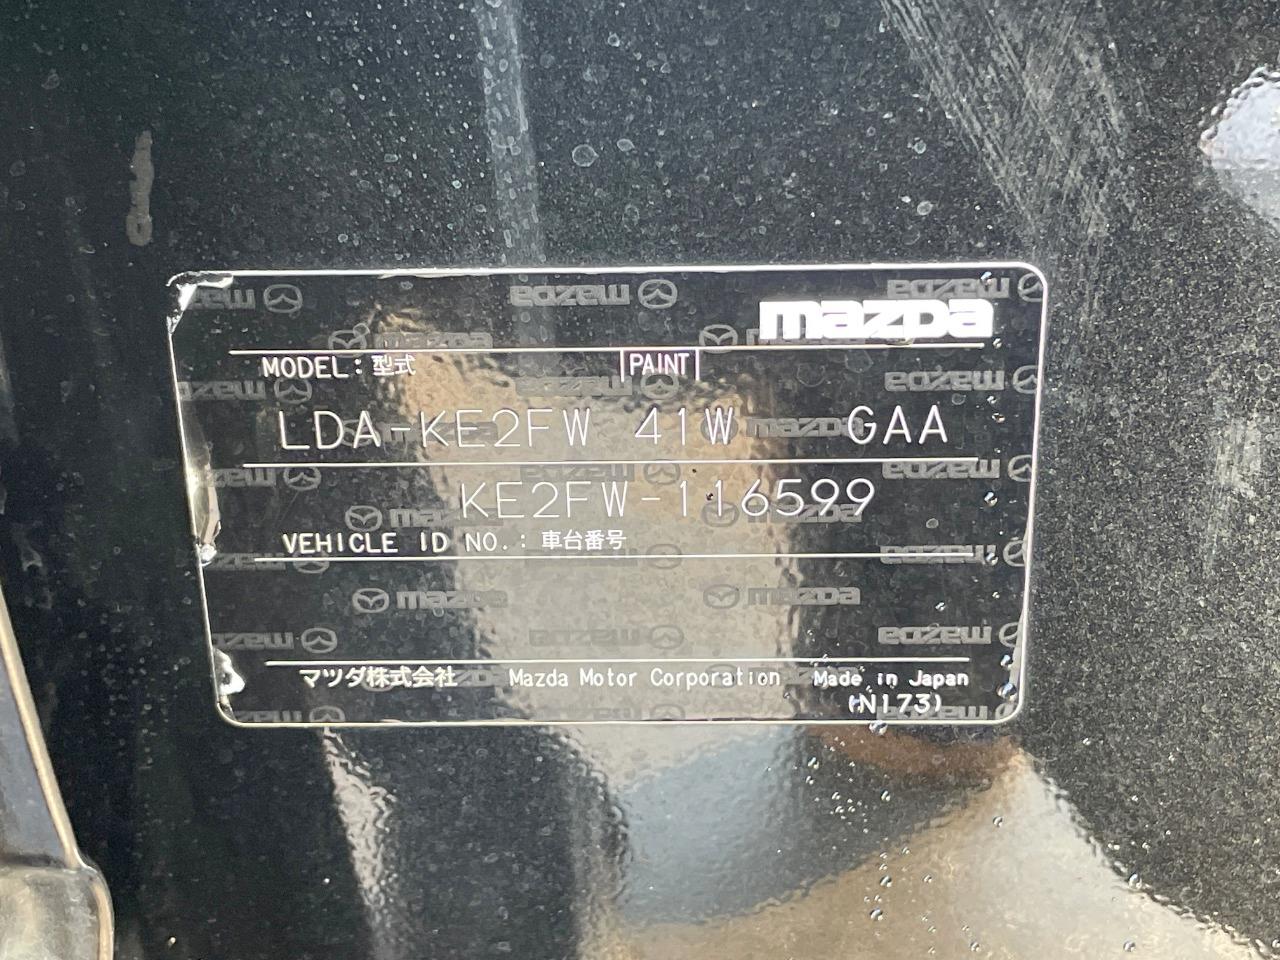 mazda
MODEL : 型式 PAINT
LDA-KE2FW 41W GAA
KE2FW-116599
VEHICLE ID NO. : 車台番号
マツダ株式会社 Mazda Motor Corporation Made in Japan
(N173)